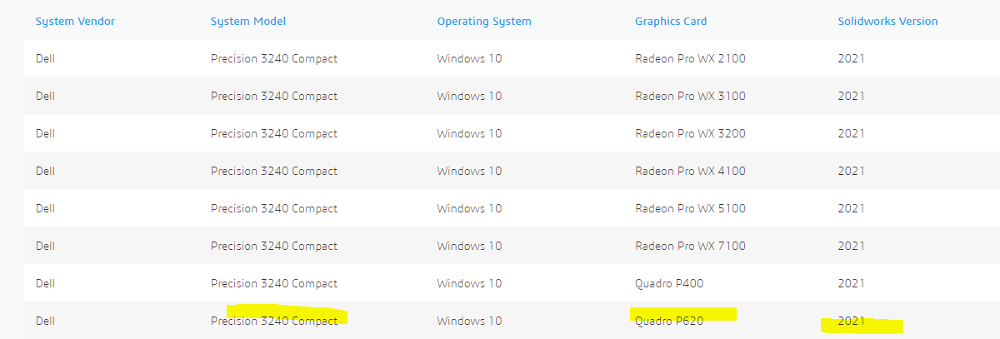 System Vendor System Model Operating System Graphics Card Solidworks Version
Dell Precision 3240 Compact Windows 10 Radeon Pro WX 2100 2021
Dell Precision 3240 Compact Windows 10 Radeon Pro WX 3100 2021
Dell Precision 3240 Compact Windows 10 Radeon Pro WX 3200 2021
Dell Precision 3240 Compact Windows 10 Radeon Pro WX 4100 2021
Dell Precision 3240 Compact Windows 10 Radeon Pro WX 5100 2021
Dell Precision 3240 Compact Windows 10 Radeon Pro WX 7100 2021
Dell Precision 3240 Compact Windows 10 Quadro P400 2021
Dell Precision 3240 Compact Windows 10 Quadro P620 2021